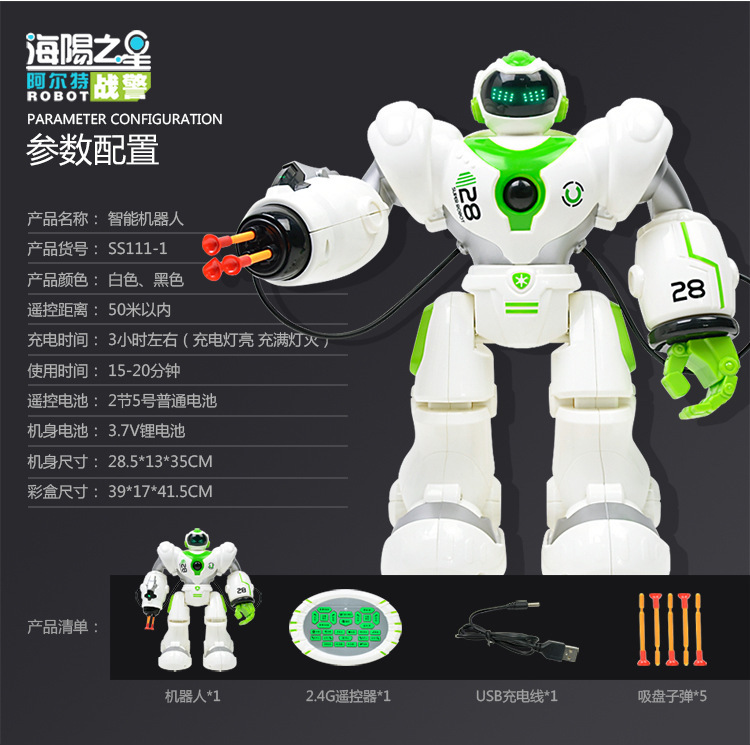 海陽之星
阿尔特
ROBOT 战警
PARAMETER CONFIGURATION
参数配置
产品名称： 智能机器人
产品货号： SS111-1
产品颜色： 白色、黑色
遥控距离： 50米以内
充电时间： 3小时左右（充电灯亮 充满灯灭）
使用时间： 15-20分钟
遥控电池： 2节5号普通电池
机身电池： 3.7V锂电池
机身尺寸： 28.5*13*35CM
彩盒尺寸： 39*17*41.5CM
28
SUPER ROBOT
28
产品清单：
28
28
机器人*1
2.4G遥控器*1
USB充电线*1
吸盘子弹*5